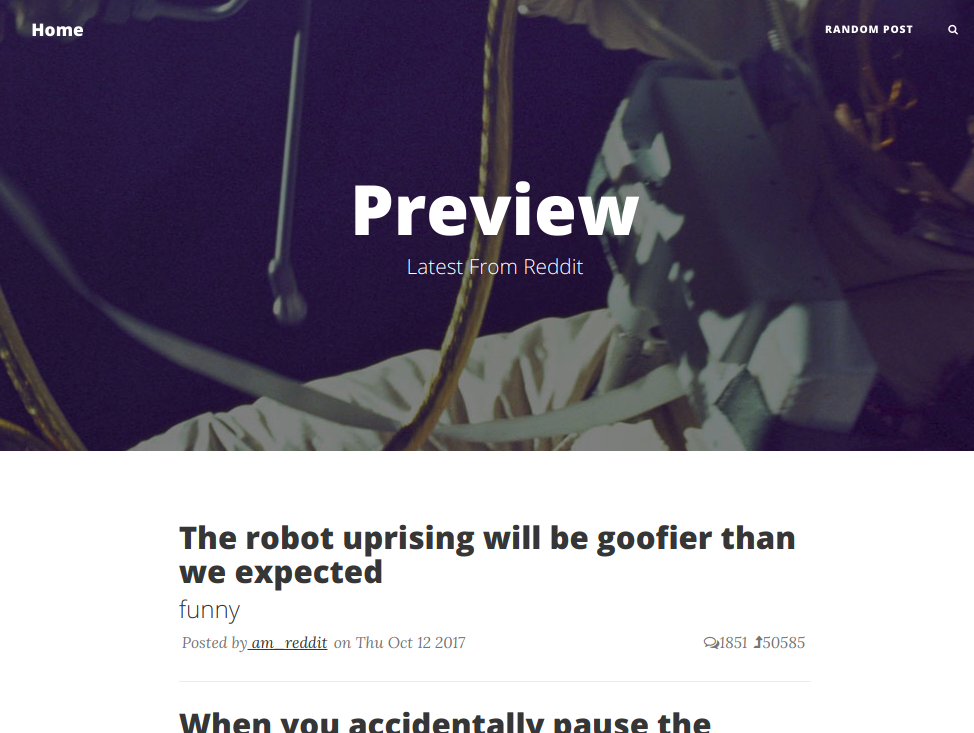 Home
RANDOM POST
Preview
Latest From Reddit
The robot uprising will be goofier than
we expected
funny
Posted by am_reddit on Thu Oct 12 2017
1851 50585
When you accidentally pause the